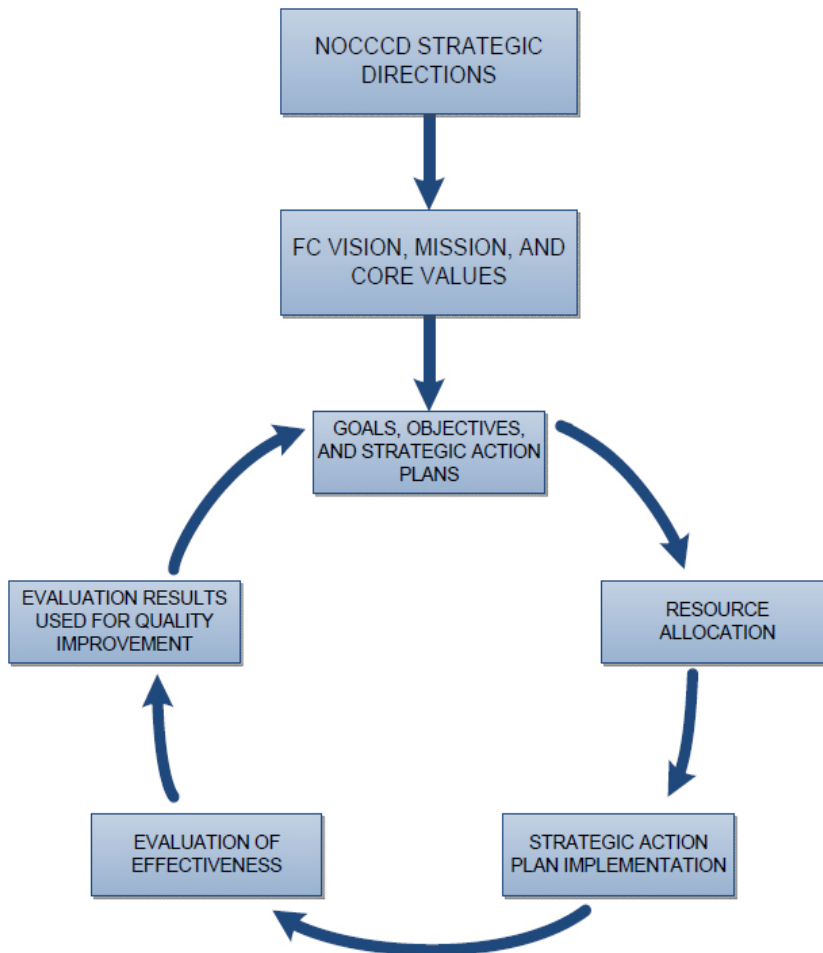 NOCCCD STRATEGIC
DIRECTIONS
FC VISION, MISSION, AND
CORE VALUES
GOALS, OBJECTIVES,
AND STRATEGIC ACTION
PLANS
EVALUATION RESULTS
USED FOR QUALITY
IMPROVEMENT
RESOURCE
ALLOCATION
EVALUATION OF
EFFECTIVENESS
STRATEGIC ACTION
PLAN IMPLEMENTATION